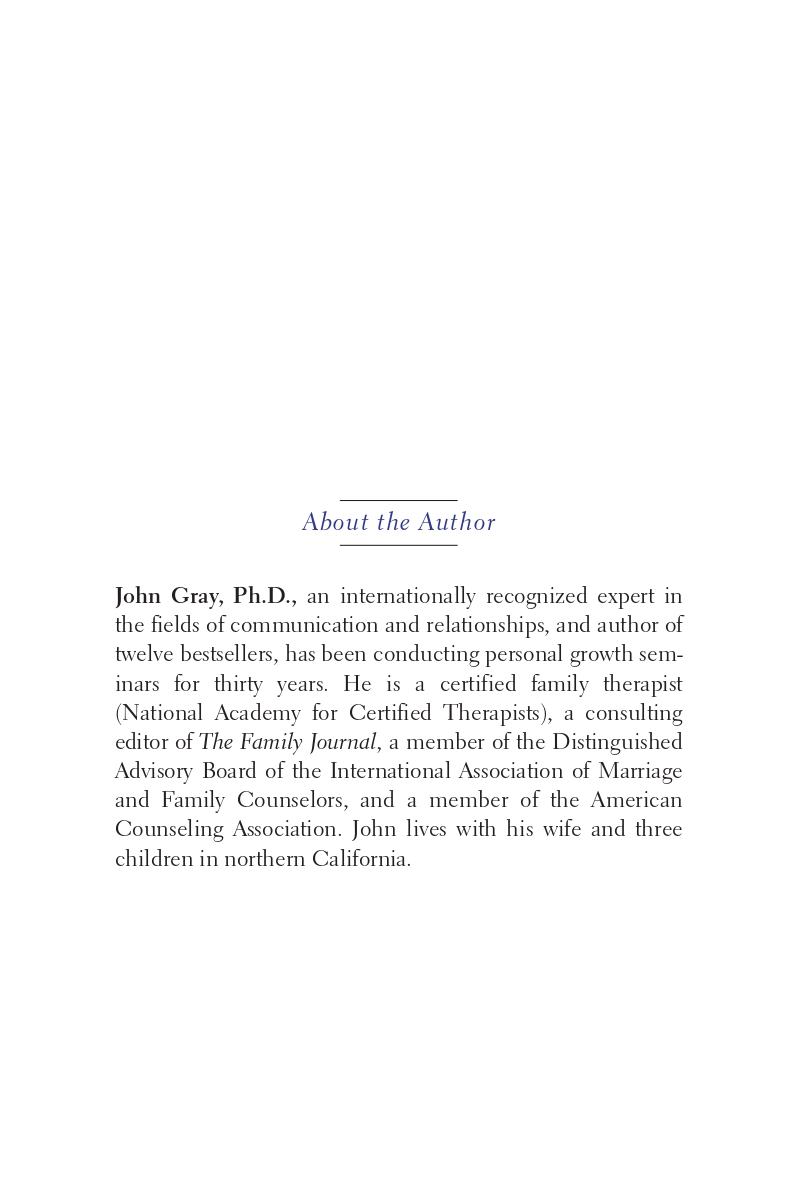 About the Author
John Gray, Ph.D., an internationally recognized expert in
the fields of communication and relationships, and author of
twelve bestsellers, has been conducting personal growth sem-
inars for thirty years. He is a certified family therapist
(National Academy for Certified Therapists), a consulting
editor of The Family Journal, a member of the Distinguished
Advisory Board of the International Association of Marriage
and Family Counselors, and a member of the American
Counseling Association. John lives with his wife and three
children in northern California.